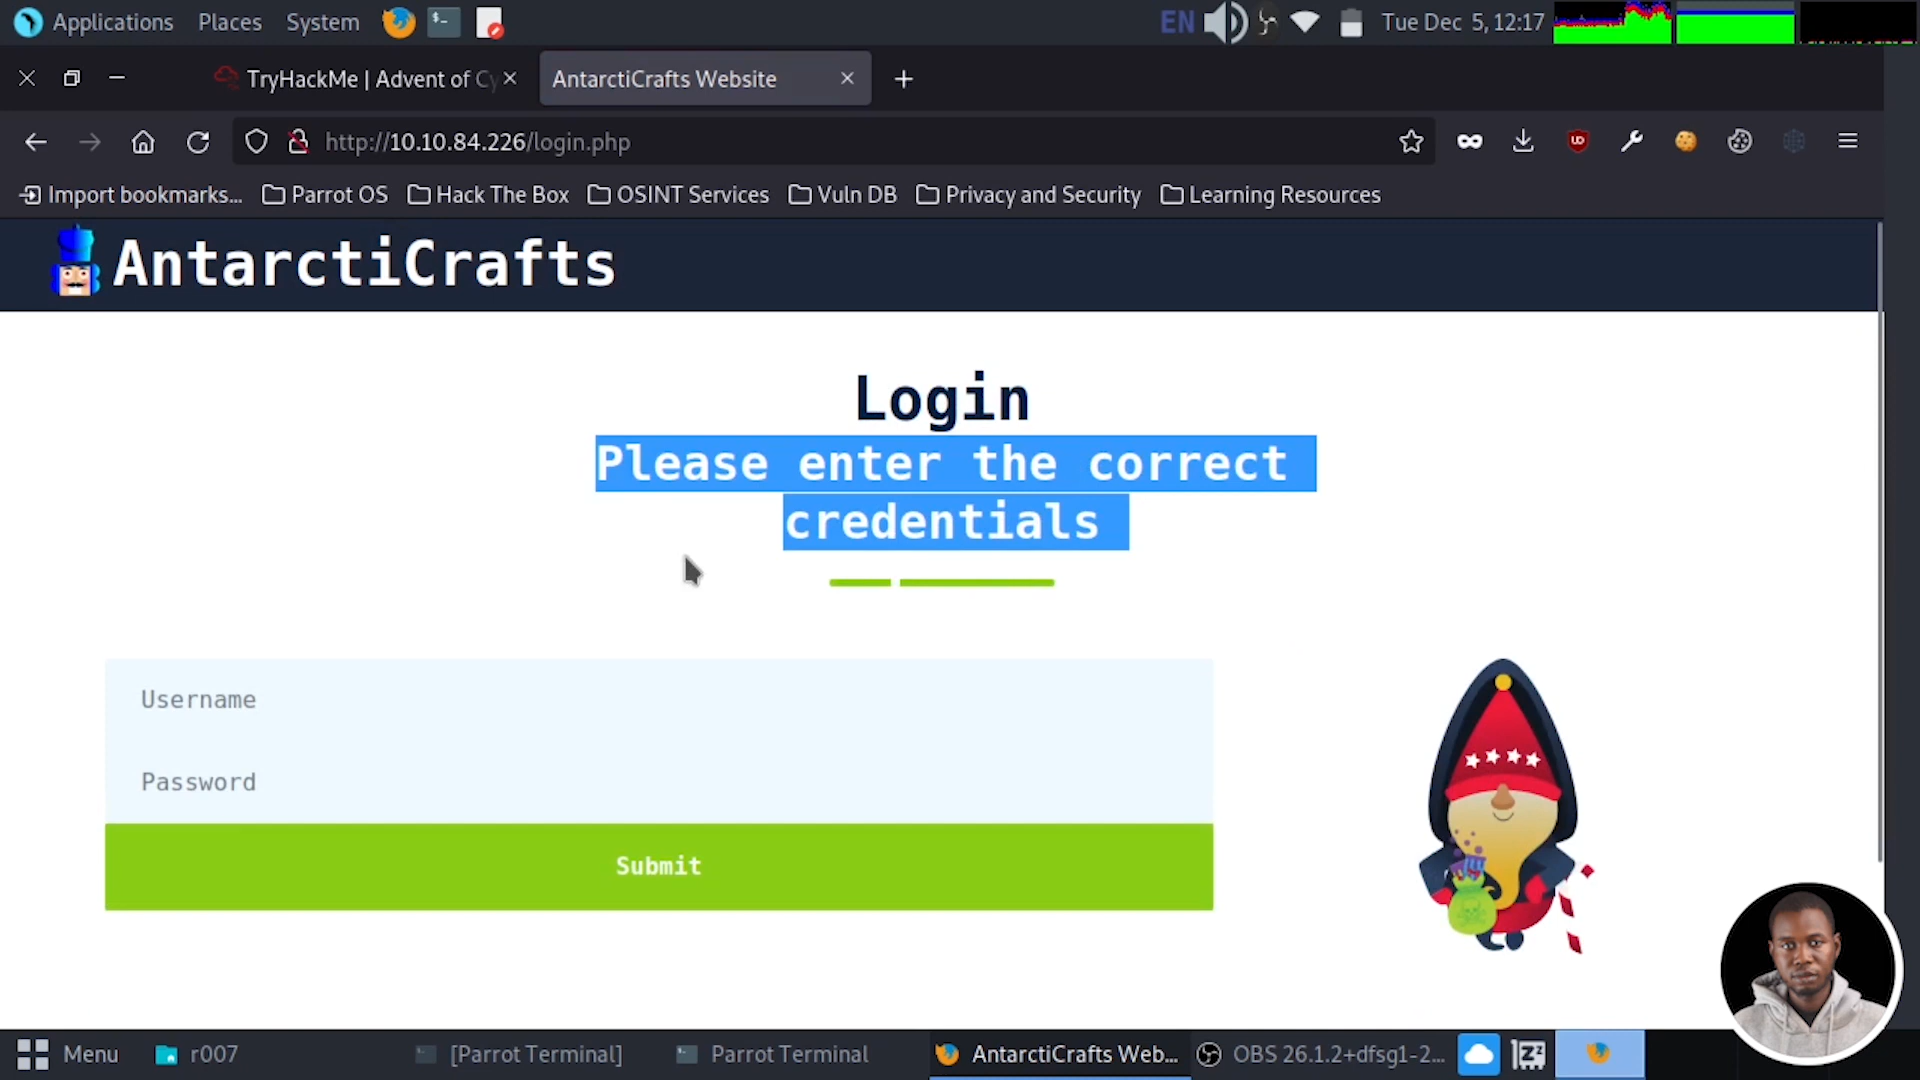 Applications Places System
EN Tue Dec 5, 12:17
TryHackMe | Advent of Cy
AntarctiCrafts Website
http://10.10.84.226/login.php
Import bookmarks... Parrot OS Hack The Box OSINT Services Vuln DB Privacy and Security Learning Resources
AntarctiCrafts
Login
Please enter the correct
credentials
Username
Password
Submit
Menu r007 [Parrot Terminal] Parrot Terminal AntarctiCrafts Web... OBS 26.1.2+dfsg1-2...